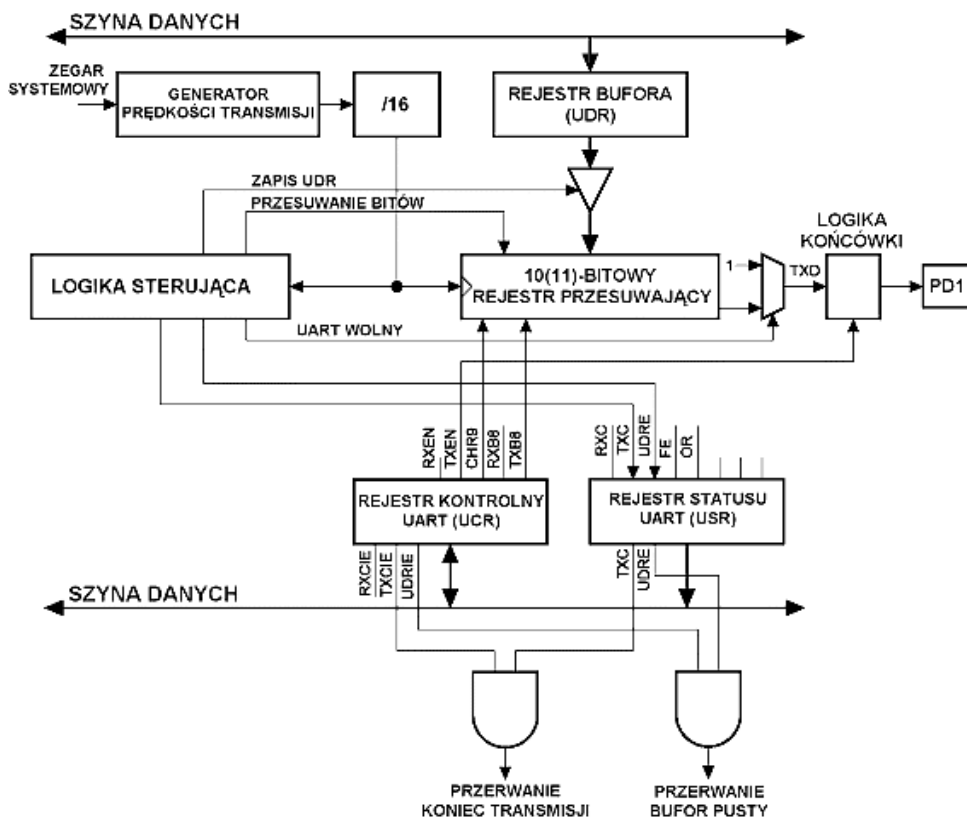 SZYNA DANYCH
ZEGAR
SYSTEMOWY
GENERATOR
PRĘDKOŚCI TRANSMISJI
/16
REJESTR BUFORA
(UDR)
ZAPIS UDR
PRZESUWANIE BITÓW
LOGIKA
KOŃCÓWKI
LOGIKA STERUJĄCA
10(11)-BITOWY
REJESTR PRZESUWAJĄCY
1
TXD
PD1
UART WOLNY
RXEN
TXEN
CHR9
RXB8
TXB8
RXC
TXC
UDRE
FE
OR
REJESTR KONTROLNY
UART (UCR)
REJESTR STATUSU
UART (USR)
RXCIE
TXCIE
UDRIE
TXC
UDRE
SZYNA DANYCH
PRZERWANIE
KONIEC TRANSMISJI
PRZERWANIE
BUFOR PUSTY